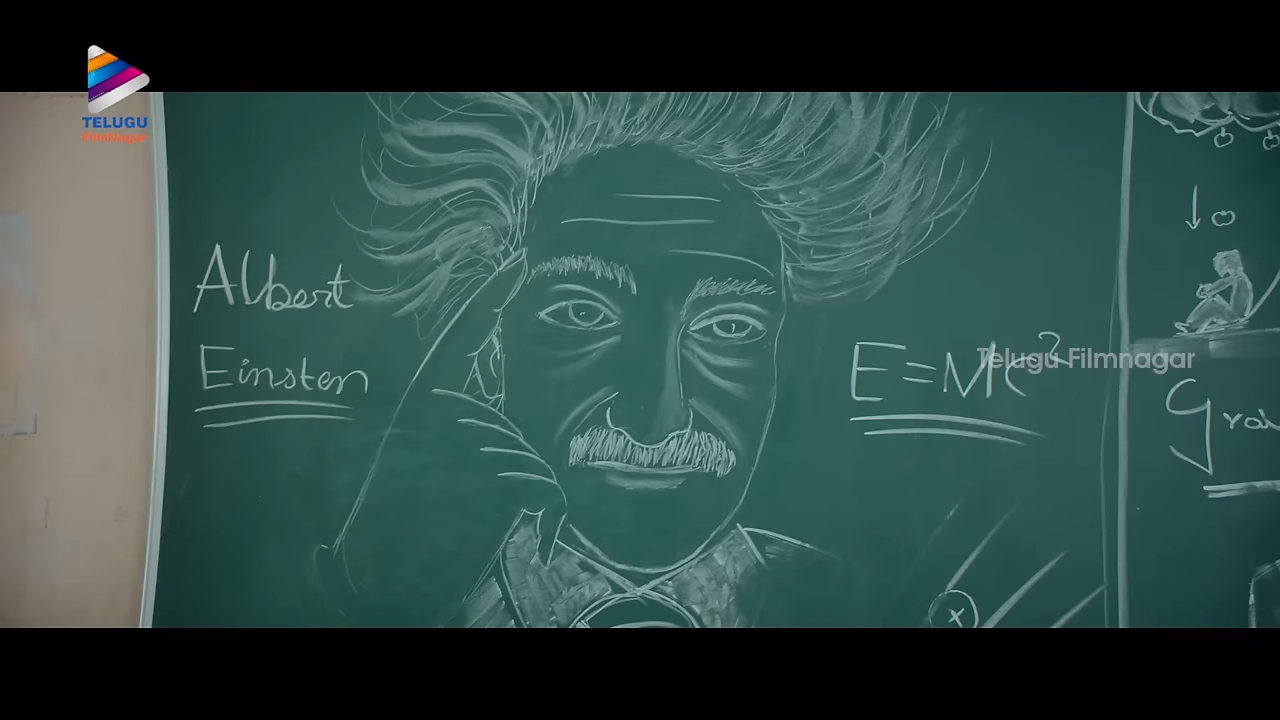 TELUGU
FilmNagar
Albert
Einsten
E=MC²
Telugu Filmnagar